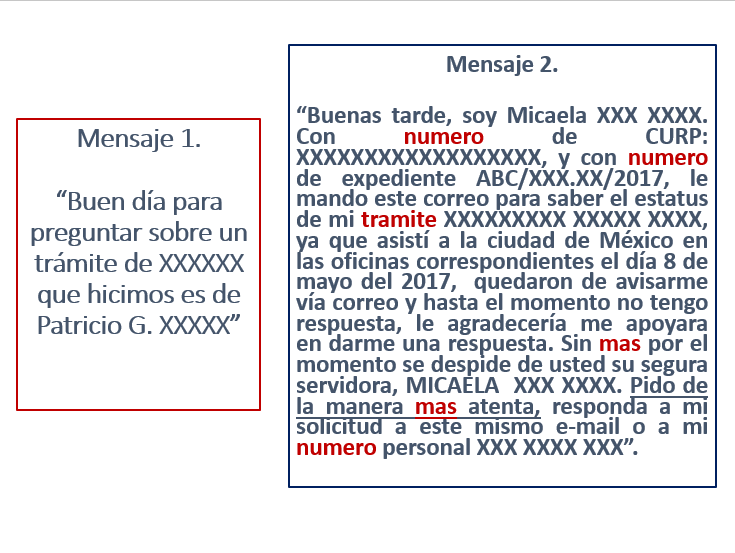 Mensaje 1.
“Buen día para
preguntar sobre un
trámite de XXXXXX
que hicimos es de
Patricio G. XXXXX”
Mensaje 2.
“Buenas tarde, soy Micaela XXX XXXX.
Con numero de CURP:
XXXXXXXXXXXXXXXXXX, y con numero
de expediente ABC/XXX.XX/2017, le
mando este correo para saber el estatus
de mi tramite XXXXXXXXX XXXXX XXXX,
ya que asistí a la ciudad de México en
las oficinas correspondientes el día 8 de
mayo del 2017, quedaron de avisarme
vía correo y hasta el momento no tengo
respuesta, le agradecería me apoyara
en darme una respuesta. Sin mas por el
momento se despide de usted su segura
servidora, MICAELA XXX XXXX. Pido de
la manera mas atenta, responda a mi
solicitud a este mismo e-mail o a mi
numero personal XXX XXXX XXX”.